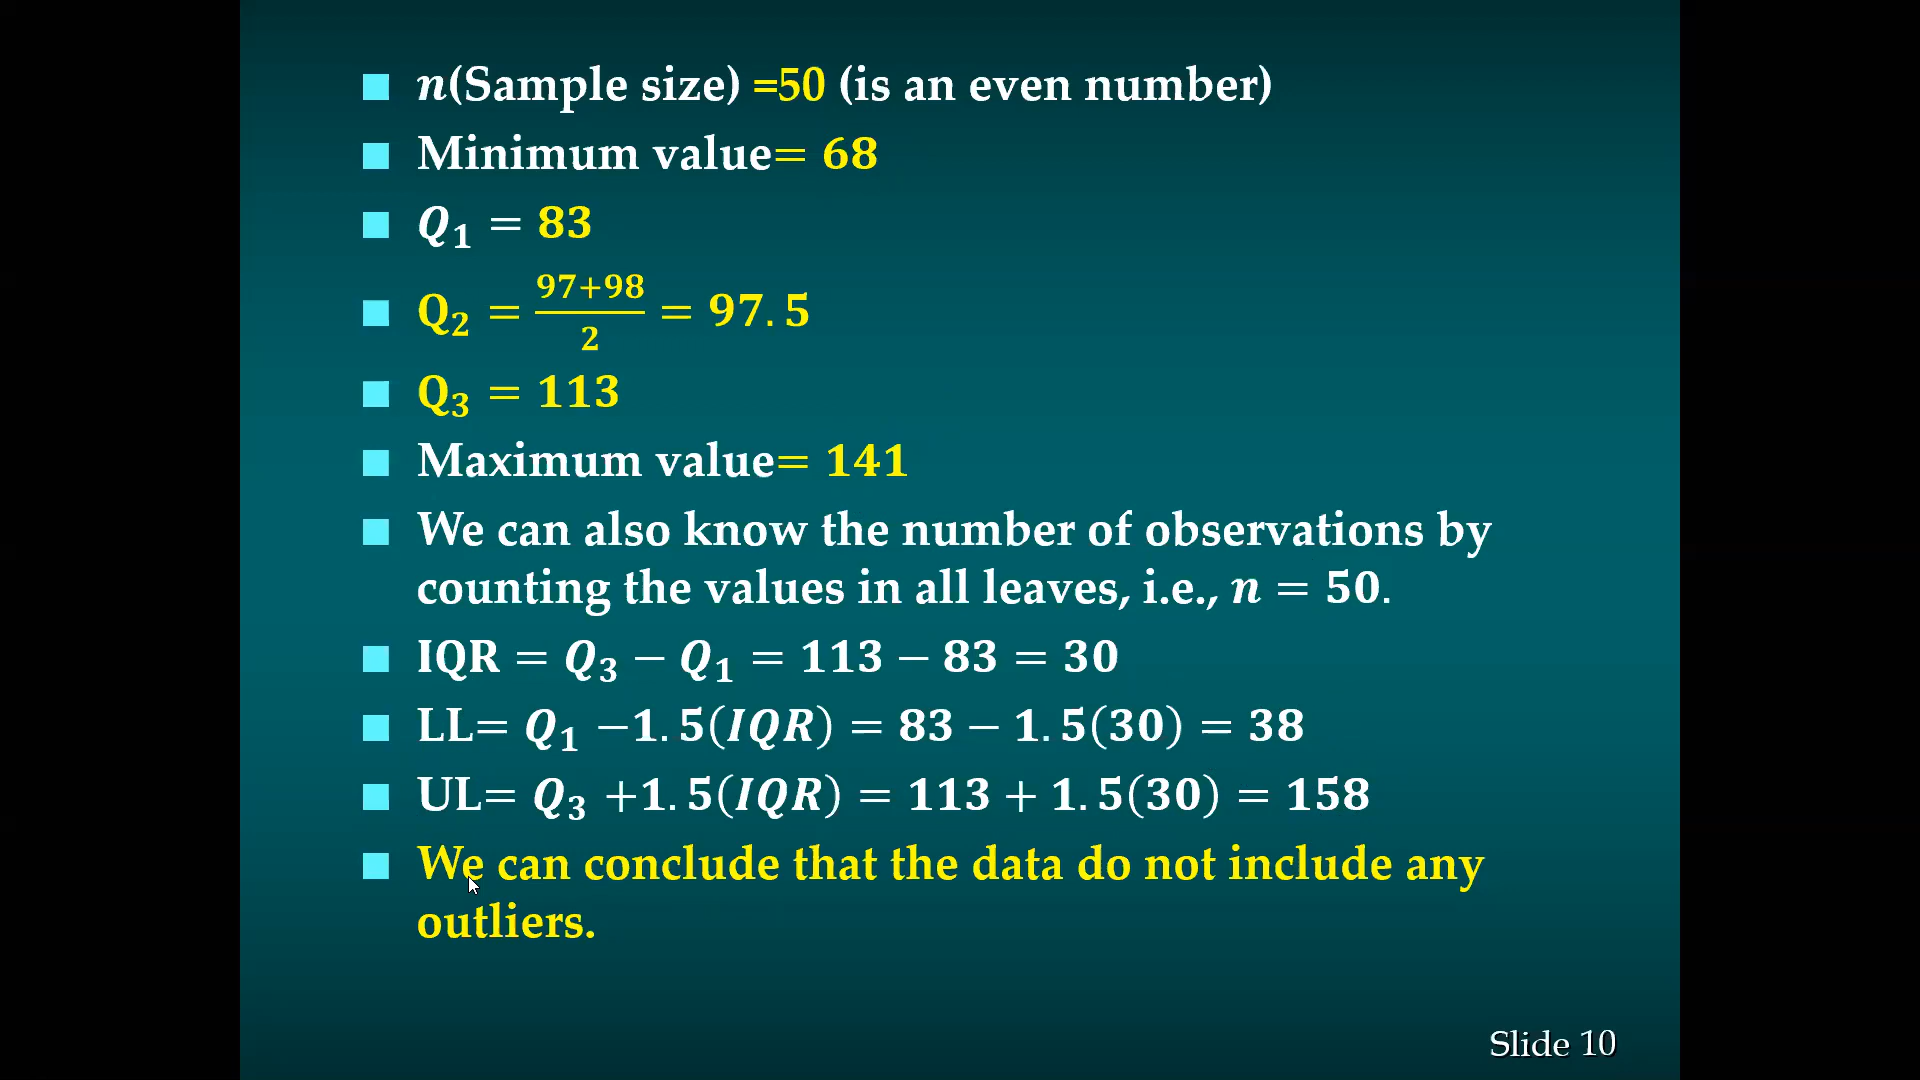 n(Sample size) =50 (is an even number)
Minimum value= 68
Q₁ = 83
Q₂ = (97+98)/2 = 97.5
Q₃ = 113
Maximum value= 141
We can also know the number of observations by
counting the values in all leaves, i.e., n = 50.
IQR = Q₃ − Q₁ = 113 − 83 = 30
LL= Q₁ −1.5(IQR) = 83 − 1.5(30) = 38
UL= Q₃ +1.5(IQR) = 113 + 1.5(30) = 158
We can conclude that the data do not include any
outliers.
Slide 10